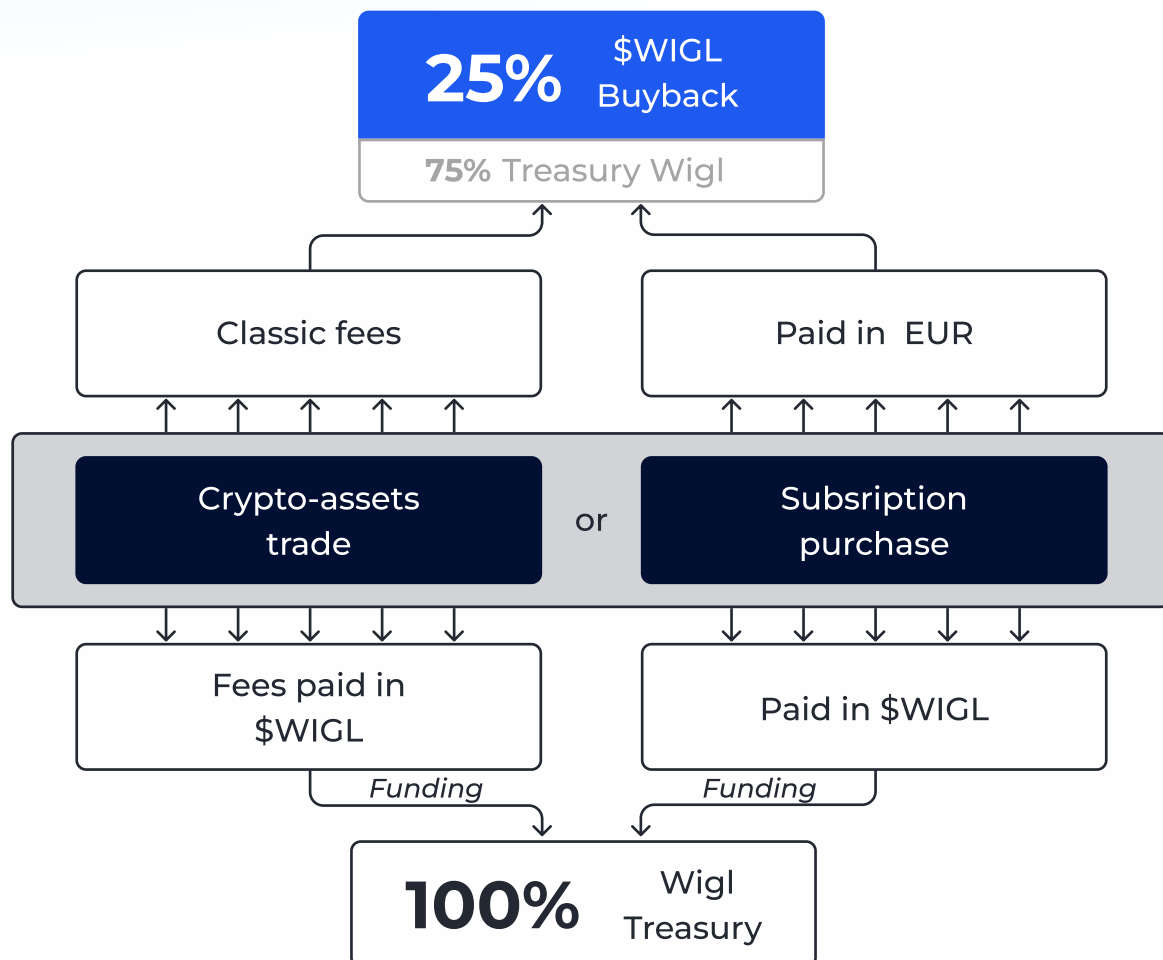 25%
$WIGL
Buyback
75% Treasury Wigl
Classic fees
Paid in EUR
Crypto-assets
trade
or
Subsription
purchase
Fees paid in
$WIGL
Paid in $WIGL
Funding
Funding
100%
Wigl
Treasury